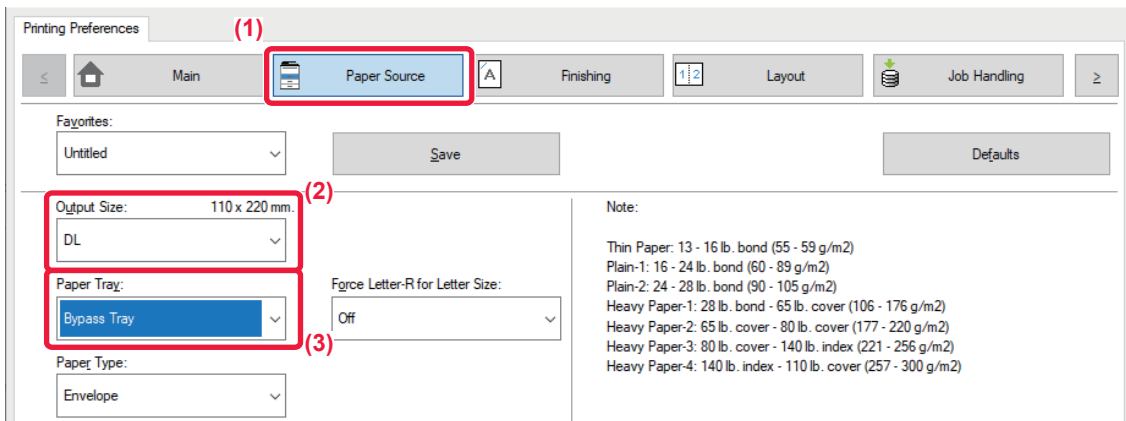 Printing Preferences
(1)
< Main Paper Source A Finishing 1 2 Layout Job Handling >
Favorites:
Untitled Save Defaults
(2)
Output Size: 110 x 220 mm.
DL
Paper Tray: Force Letter-R for Letter Size:
Bypass Tray Off
(3)
Paper Type:
Envelope
Note:
Thin Paper: 13 - 16 lb. bond (55 - 59 g/m2)
Plain-1: 16 - 24 lb. bond (60 - 89 g/m2)
Plain-2: 24 - 28 lb. bond (90 - 105 g/m2)
Heavy Paper-1: 28 lb. bond - 65 lb. cover (106 - 176 g/m2)
Heavy Paper-2: 65 lb. cover - 80 lb. cover (177 - 220 g/m2)
Heavy Paper-3: 80 lb. cover - 140 lb. index (221 - 256 g/m2)
Heavy Paper-4: 140 lb. index - 110 lb. cover (257 - 300 g/m2)